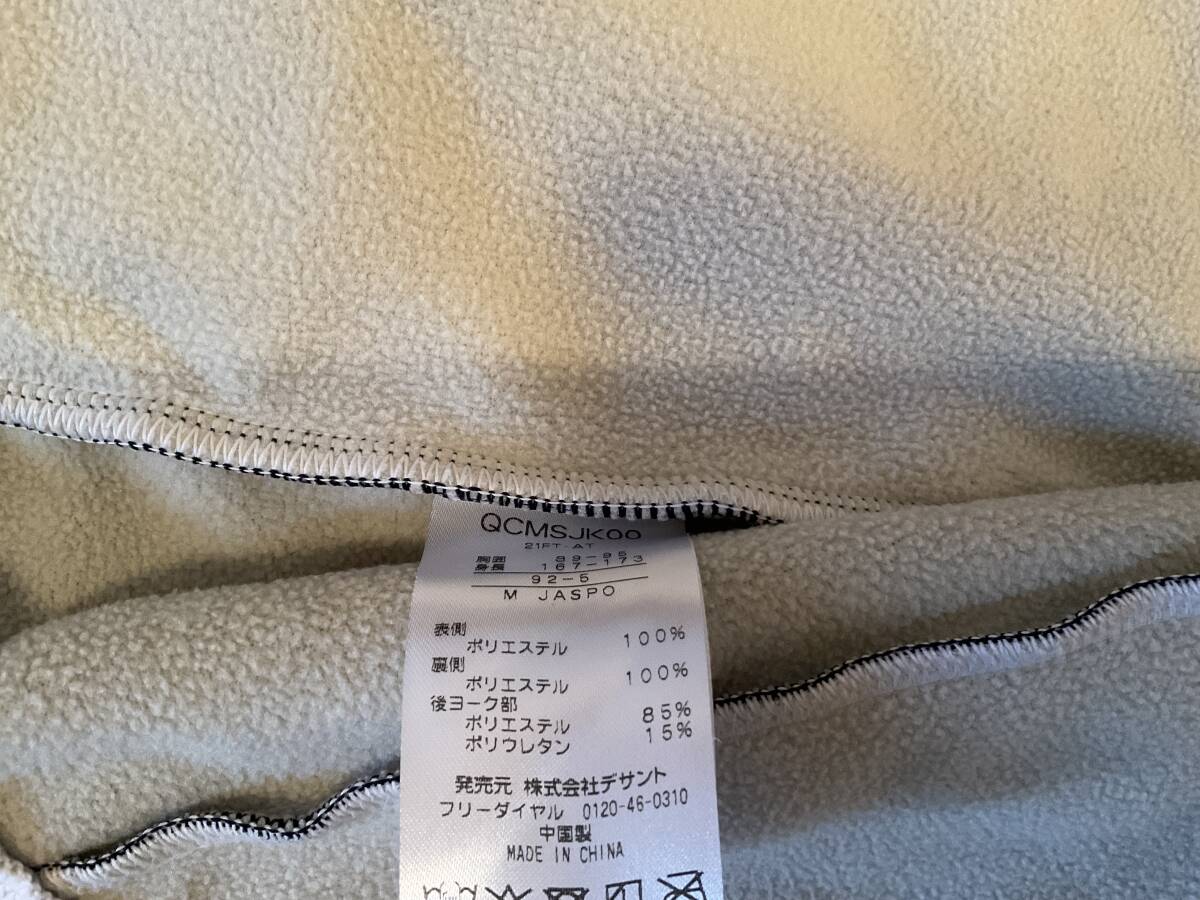 QCMSJK00
21FT-AT
胸囲 89-95
身長 167-173
92-5
M JASPO
表側
ポリエステル 100%
裏側
ポリエステル 100%
後ヨーク部
ポリエステル 85%
ポリウレタン 15%
発売元 株式会社デサント
フリーダイヤル 0120-46-0310
中国製
MADE IN CHINA